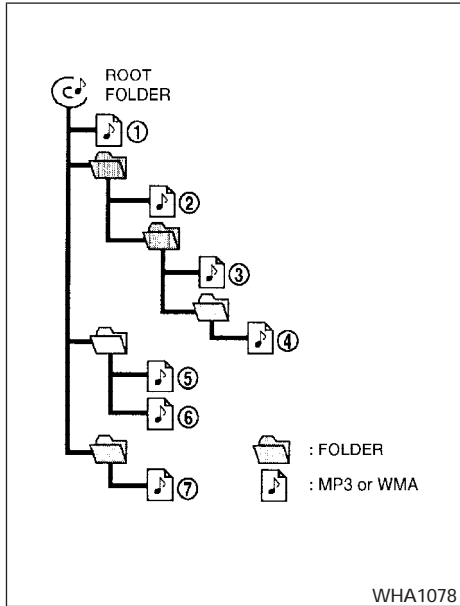 ROOT
FOLDER
①
②
③
④
⑤
⑥
⑦
: FOLDER
: MP3 or WMA
WHA1078